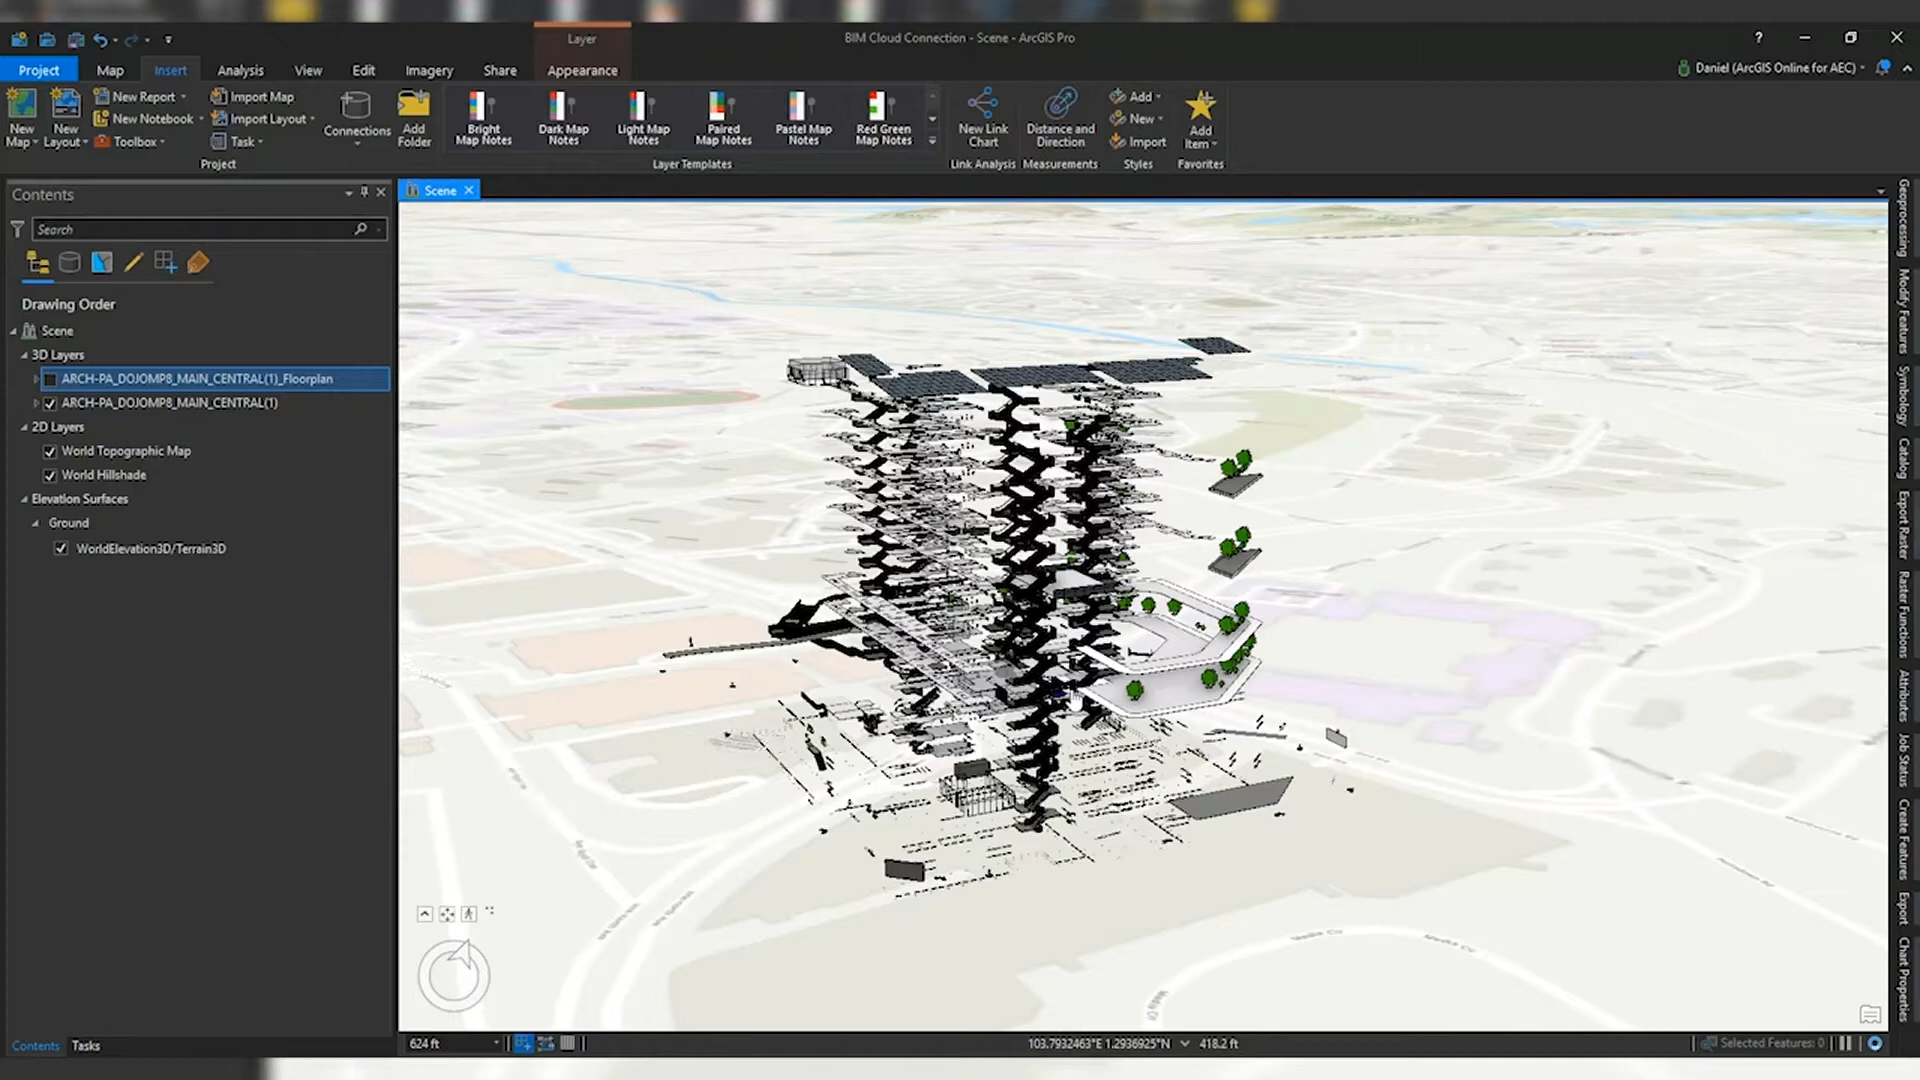 Layer
BIM Cloud Connection - Scene - ArcGIS Pro
?
Project
Map
Insert
Analysis
View
Edit
Imagery
Share
Appearance
Daniel (ArcGIS Online for AEC)
New Map
New Layout
New Report
New Notebook
Toolbox
Import Map
Import Layout
Task
Connections
Add Folder
Bright Map Notes
Dark Map Notes
Light Map Notes
Paired Map Notes
Pastel Map Notes
Red Green Map Notes
New Link Chart
Distance and Direction
Add
New
Import
Add Item
Project
Layer Templates
Link Analysis
Measurements
Styles
Favorites
Contents
Search
Drawing Order
Scene
3D Layers
ARCH-PA_DOJOMP8_MAIN_CENTRAL(1)_Floorplan
ARCH-PA_DOJOMP8_MAIN_CENTRAL(1)
2D Layers
World Topographic Map
World Hillshade
Elevation Surfaces
Ground
WorldElevation3D/Terrain3D
Scene
Media Cir
Media Cir
Geoprocessing
Modify Features
Symbology
Catalog
Export Raster
Raster Functions
Attributes
Job Status
Create Features
Export
Chart Properties
Contents
Tasks
624 ft
103.7932463°E 1.2936925°N
418.2 ft
Selected Features: 0